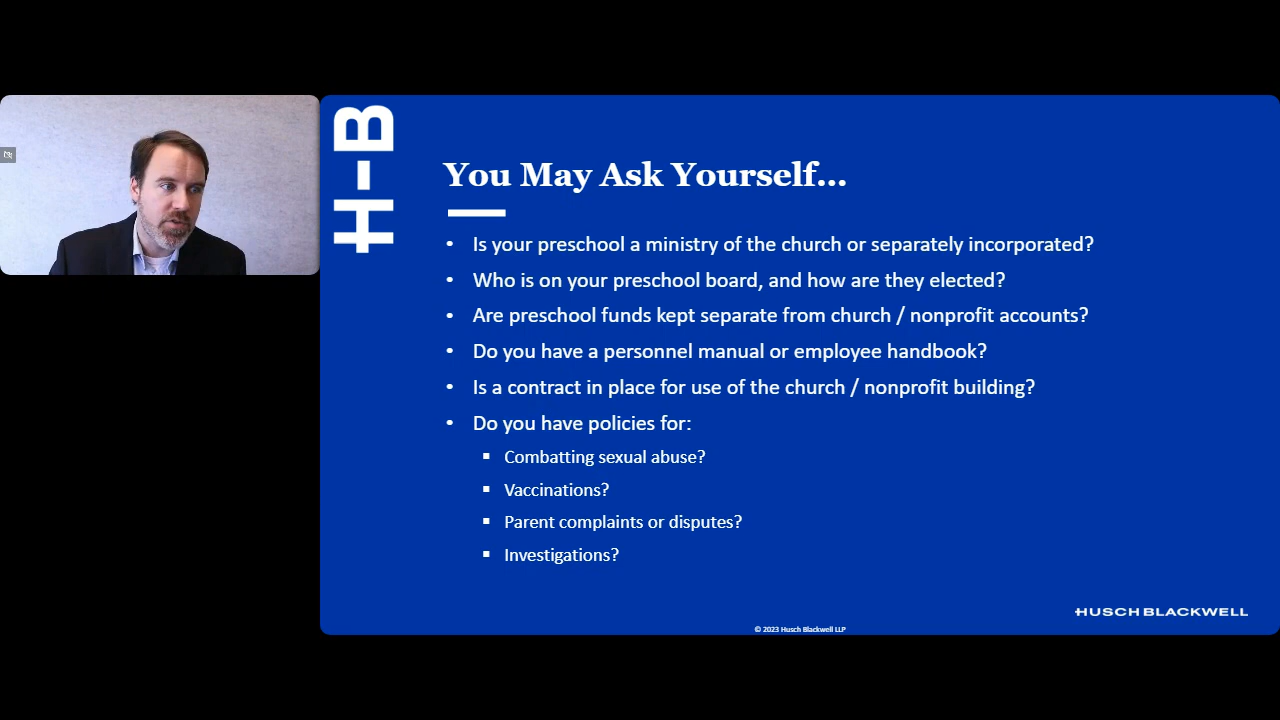 H-B
You May Ask Yourself...
• Is your preschool a ministry of the church or separately incorporated?
• Who is on your preschool board, and how are they elected?
• Are preschool funds kept separate from church / nonprofit accounts?
• Do you have a personnel manual or employee handbook?
• Is a contract in place for use of the church / nonprofit building?
• Do you have policies for:
▪ Combatting sexual abuse?
▪ Vaccinations?
▪ Parent complaints or disputes?
▪ Investigations?
HUSCH BLACKWELL
© 2023 Husch Blackwell LLP